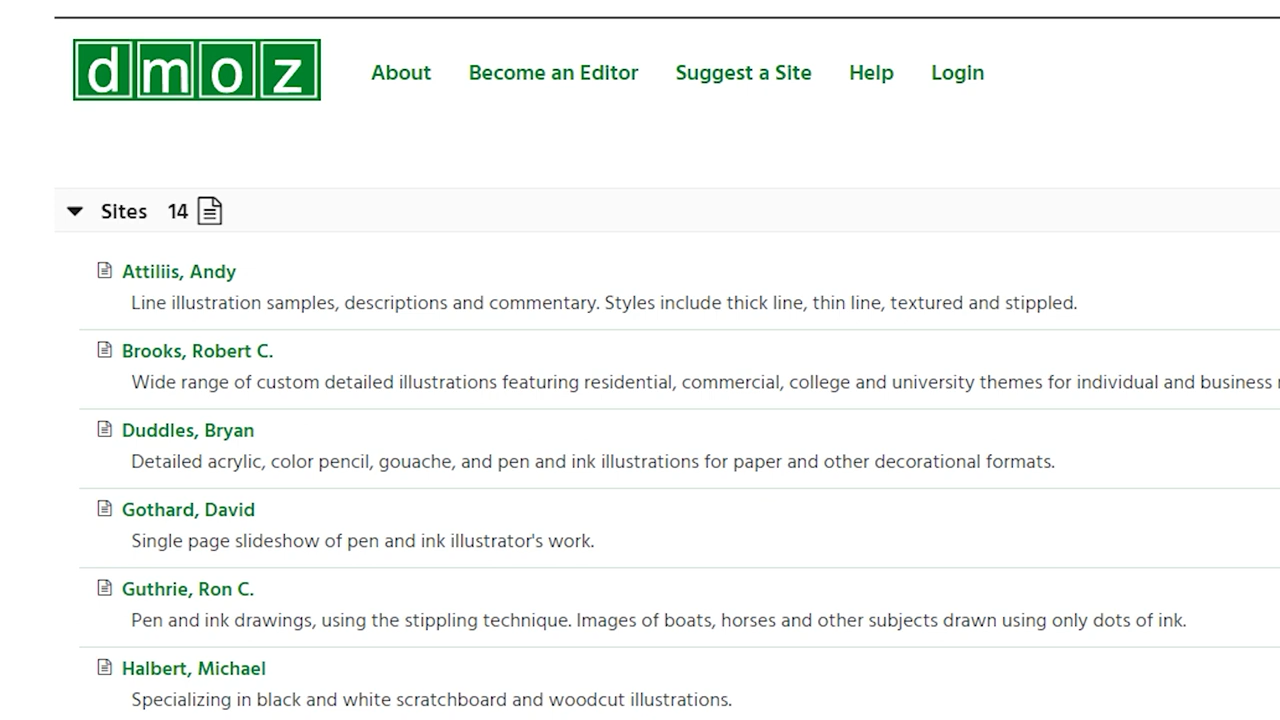 dmoz
About Become an Editor Suggest a Site Help Login
Sites 14
Attiliis, Andy
Line illustration samples, descriptions and commentary. Styles include thick line, thin line, textured and stippled.
Brooks, Robert C.
Wide range of custom detailed illustrations featuring residential, commercial, college and university themes for individual and business
Duddles, Bryan
Detailed acrylic, color pencil, gouache, and pen and ink illustrations for paper and other decorational formats.
Gothard, David
Single page slideshow of pen and ink illustrator's work.
Guthrie, Ron C.
Pen and ink drawings, using the stippling technique. Images of boats, horses and other subjects drawn using only dots of ink.
Halbert, Michael
Specializing in black and white scratchboard and woodcut illustrations.